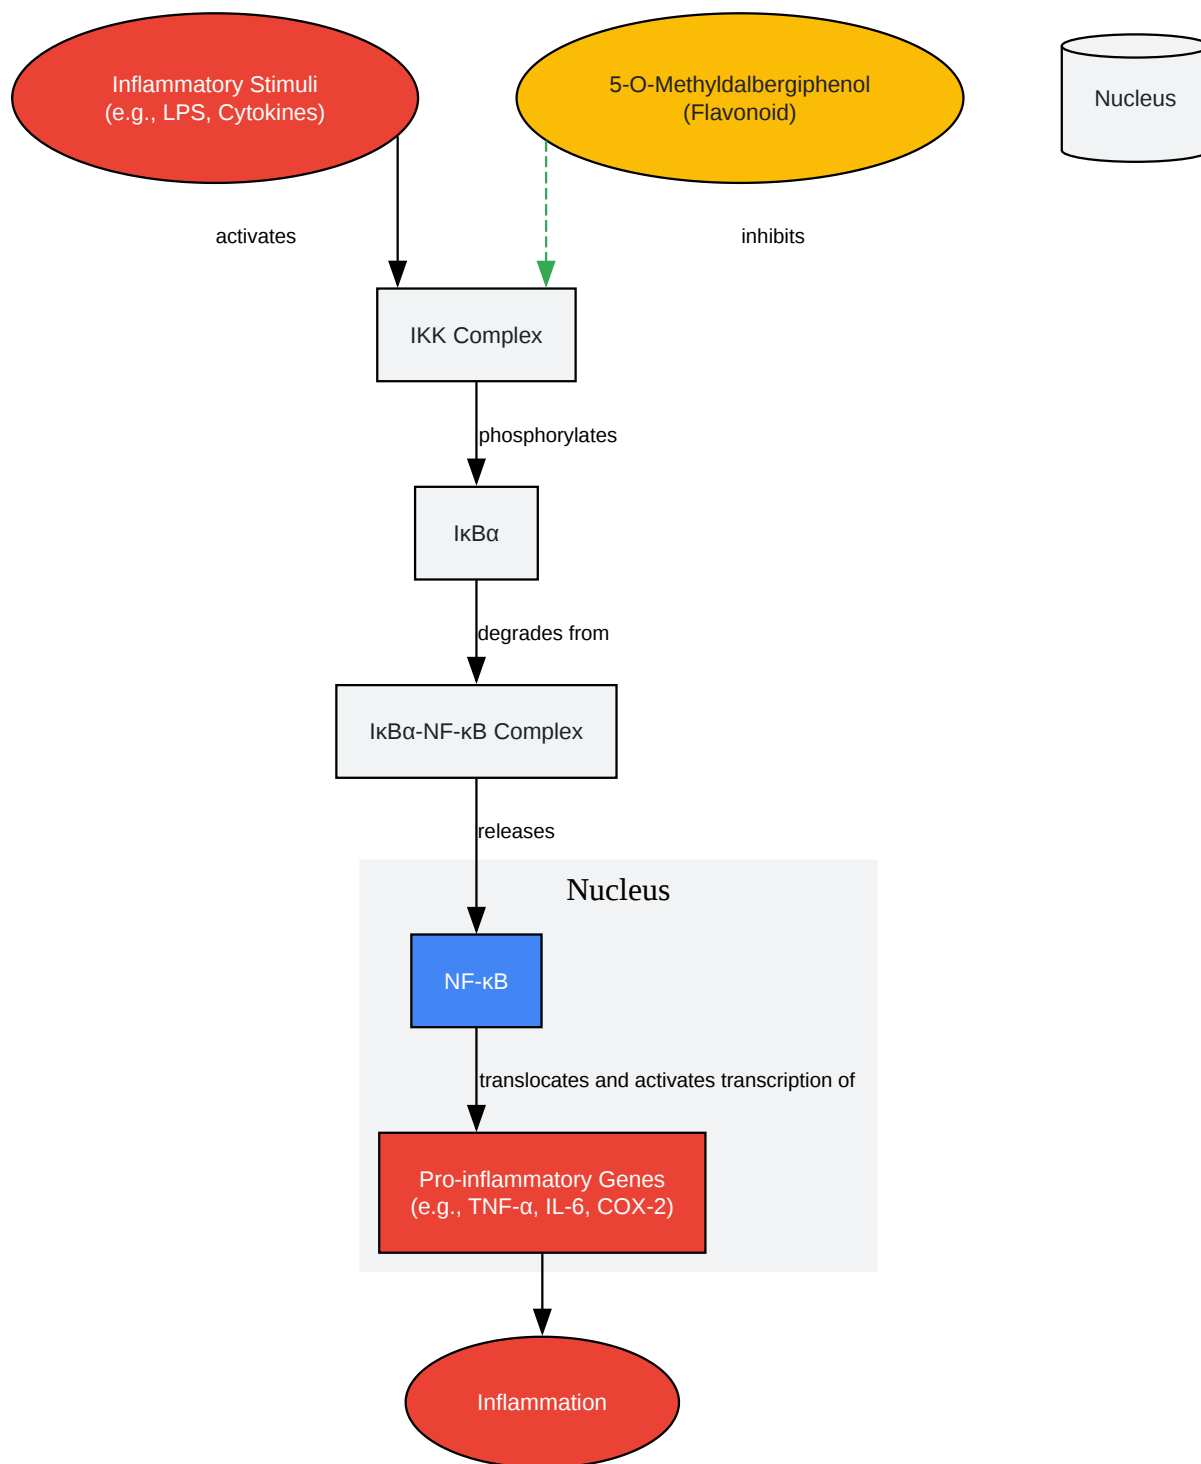 Inflammatory Stimuli
(e.g., LPS, Cytokines)
5-O-Methyldalbergiphenol
(Flavonoid)
Nucleus
activates
inhibits
IKK Complex
phosphorylates
IκBα
degrades from
IκBα-NF-κB Complex
releases
Nucleus
NF-κB
translocates and activates transcription of
Pro-inflammatory Genes
(e.g., TNF-α, IL-6, COX-2)
Inflammation